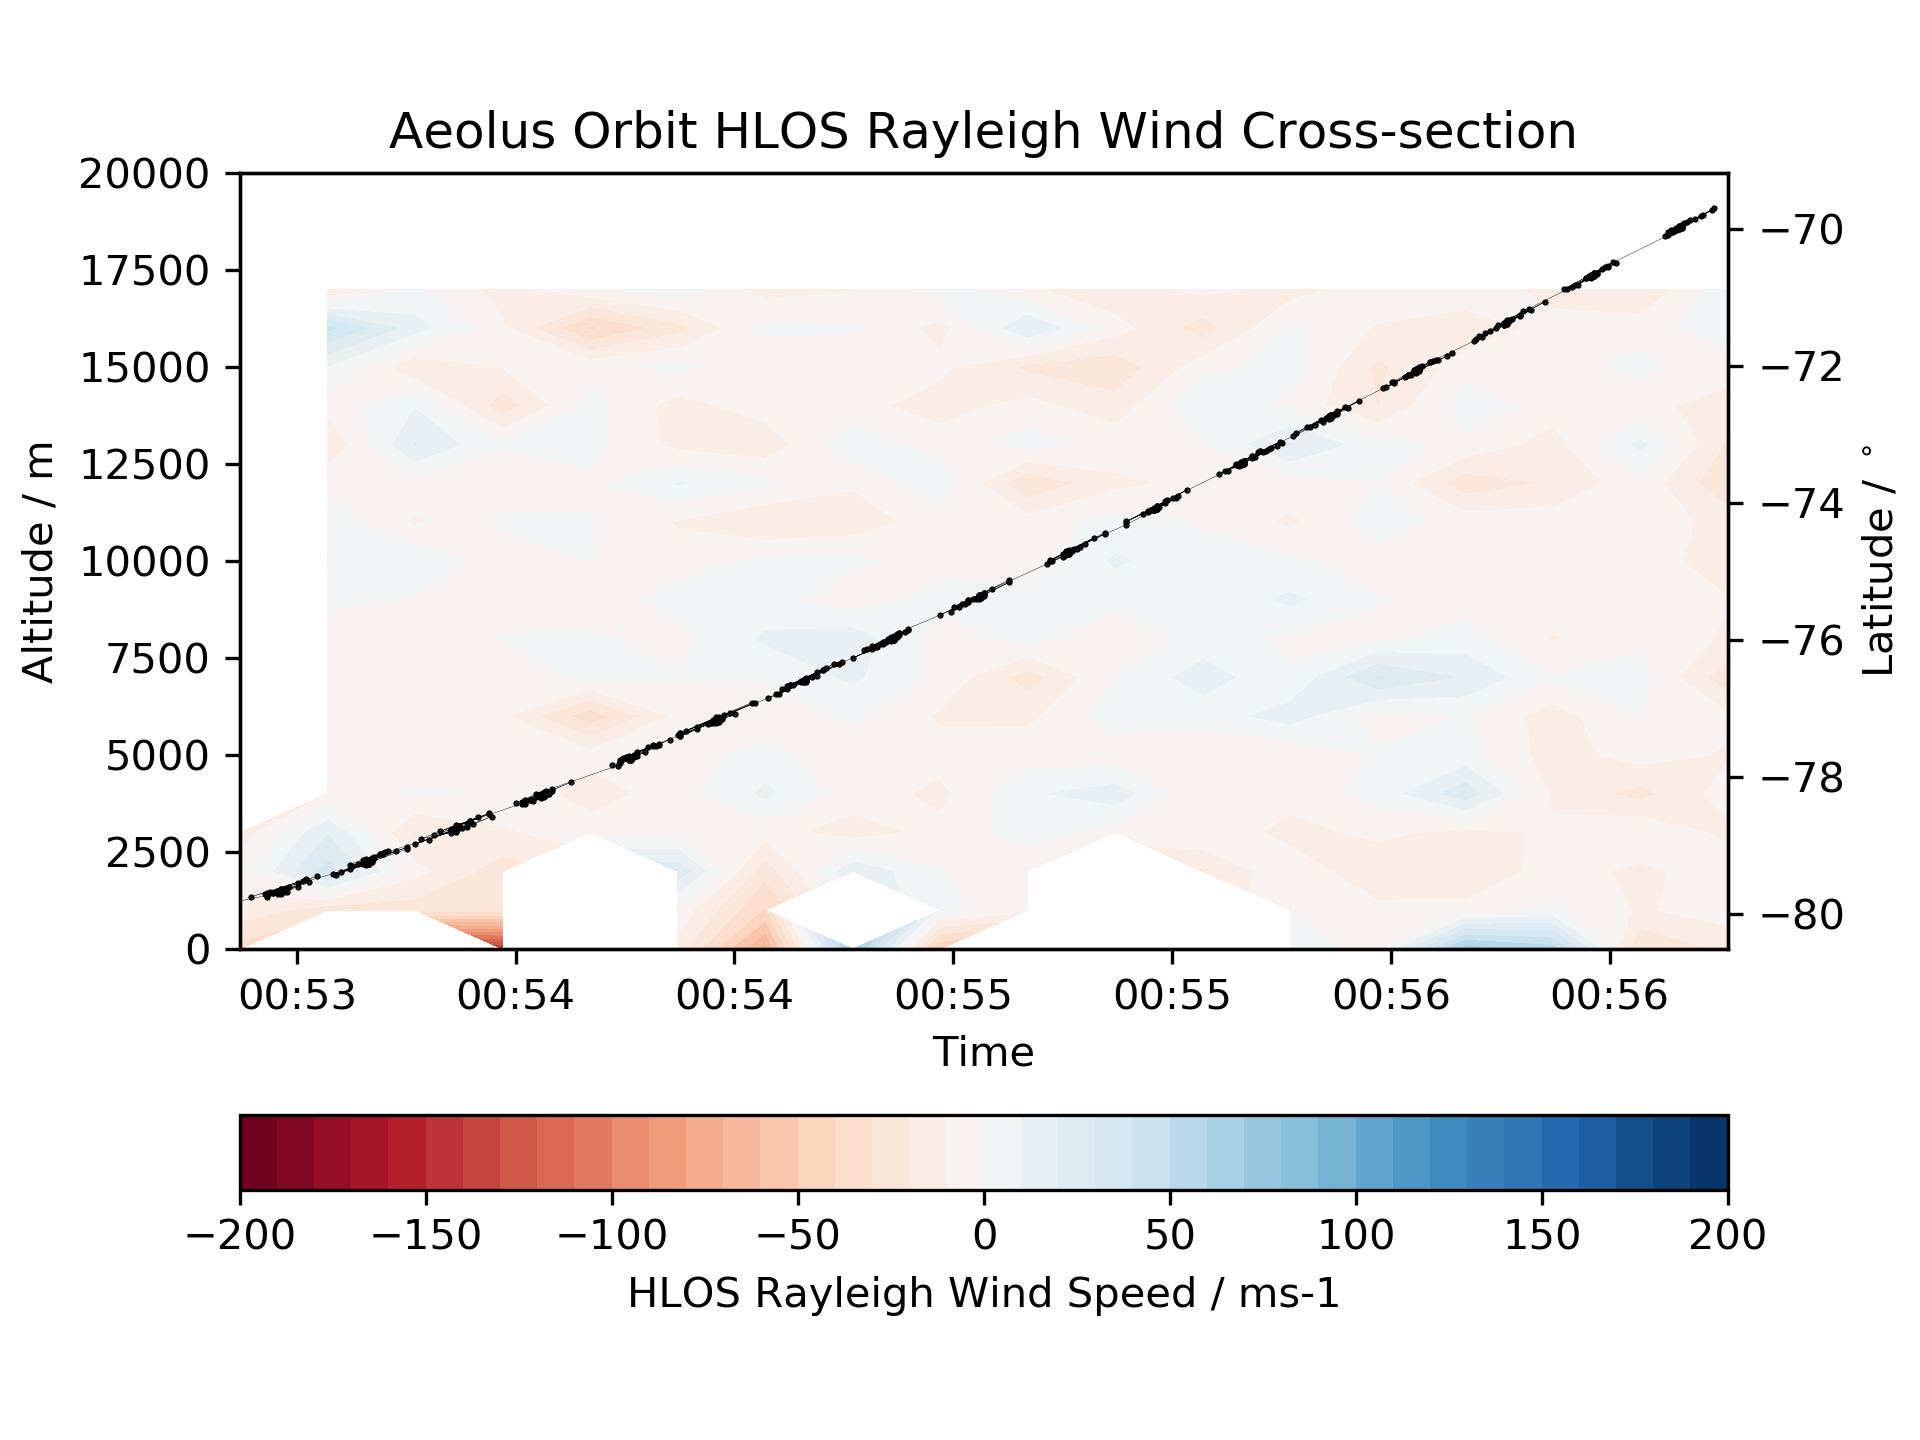 Aeolus Orbit HLOS Rayleigh Wind Cross-section
20000
17500
15000
12500
10000
7500
5000
2500
0
Altitude / m
−70
−72
−74
−76
−78
−80
Latitude / °
00:53 00:54 00:54 00:55 00:55 00:56 00:56
Time
−200 −150 −100 −50 0 50 100 150 200
HLOS Rayleigh Wind Speed / ms-1